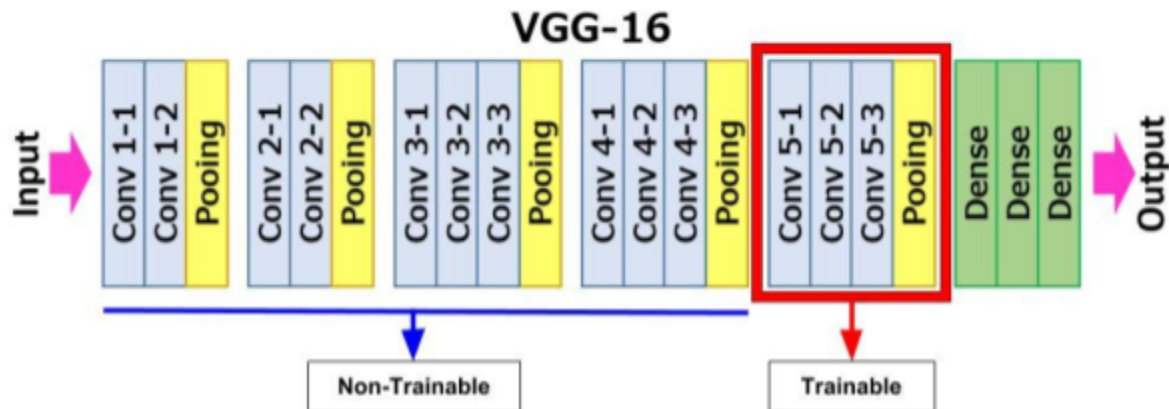 VGG-16
Input
Conv 1-1
Conv 1-2
Pooing
Conv 2-1
Conv 2-2
Pooing
Conv 3-1
Conv 3-2
Conv 3-3
Pooing
Conv 4-1
Conv 4-2
Conv 4-3
Pooing
Conv 5-1
Conv 5-2
Conv 5-3
Pooing
Dense
Dense
Dense
Output
Non-Trainable
Trainable